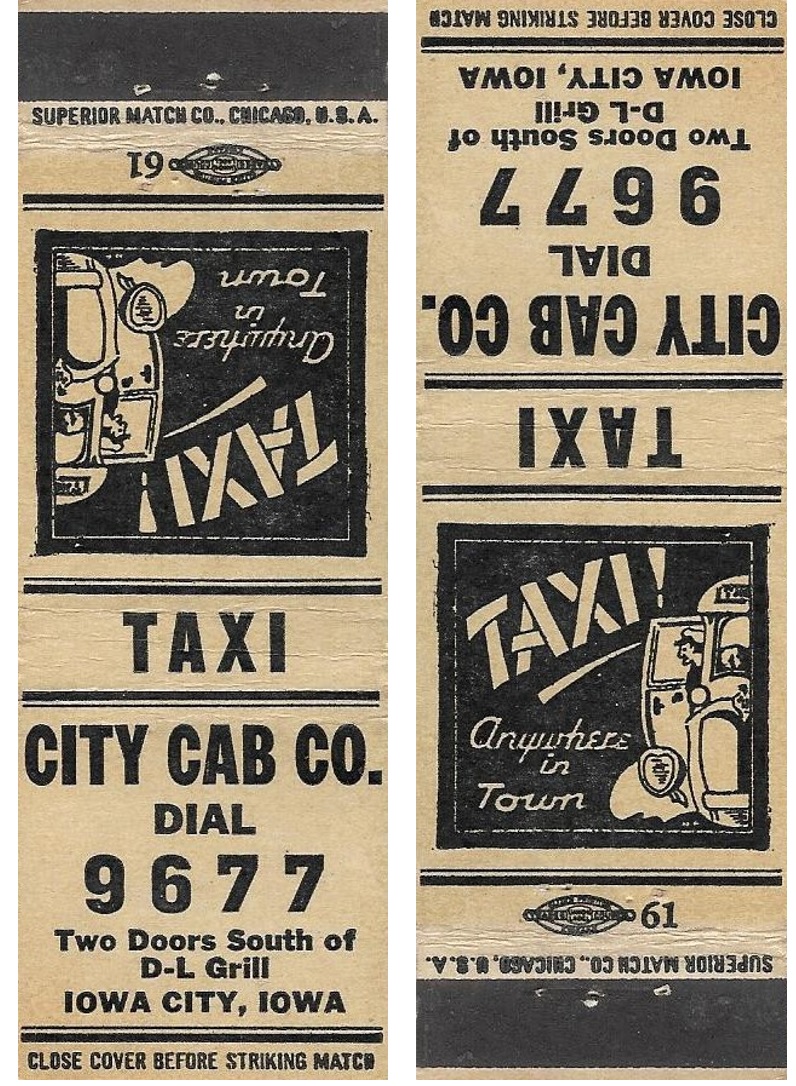 SUPERIOR MATCH CO., CHICAGO, U.S.A.
61
TAXI!
Anywhere
in
Town
TAXI
CITY CAB CO.
DIAL
9677
Two Doors South of
D-L Grill
IOWA CITY, IOWA
CLOSE COVER BEFORE STRIKING MATCH
CLOSE COVER BEFORE STRIKING MATCH
IOWA CITY, IOWA
D-L Grill
Two Doors South of
9677
DIAL
CITY CAB CO.
TAXI
TAXI!
Anywhere
in
Town
61
SUPERIOR MATCH CO., CHICAGO, U.S.A.